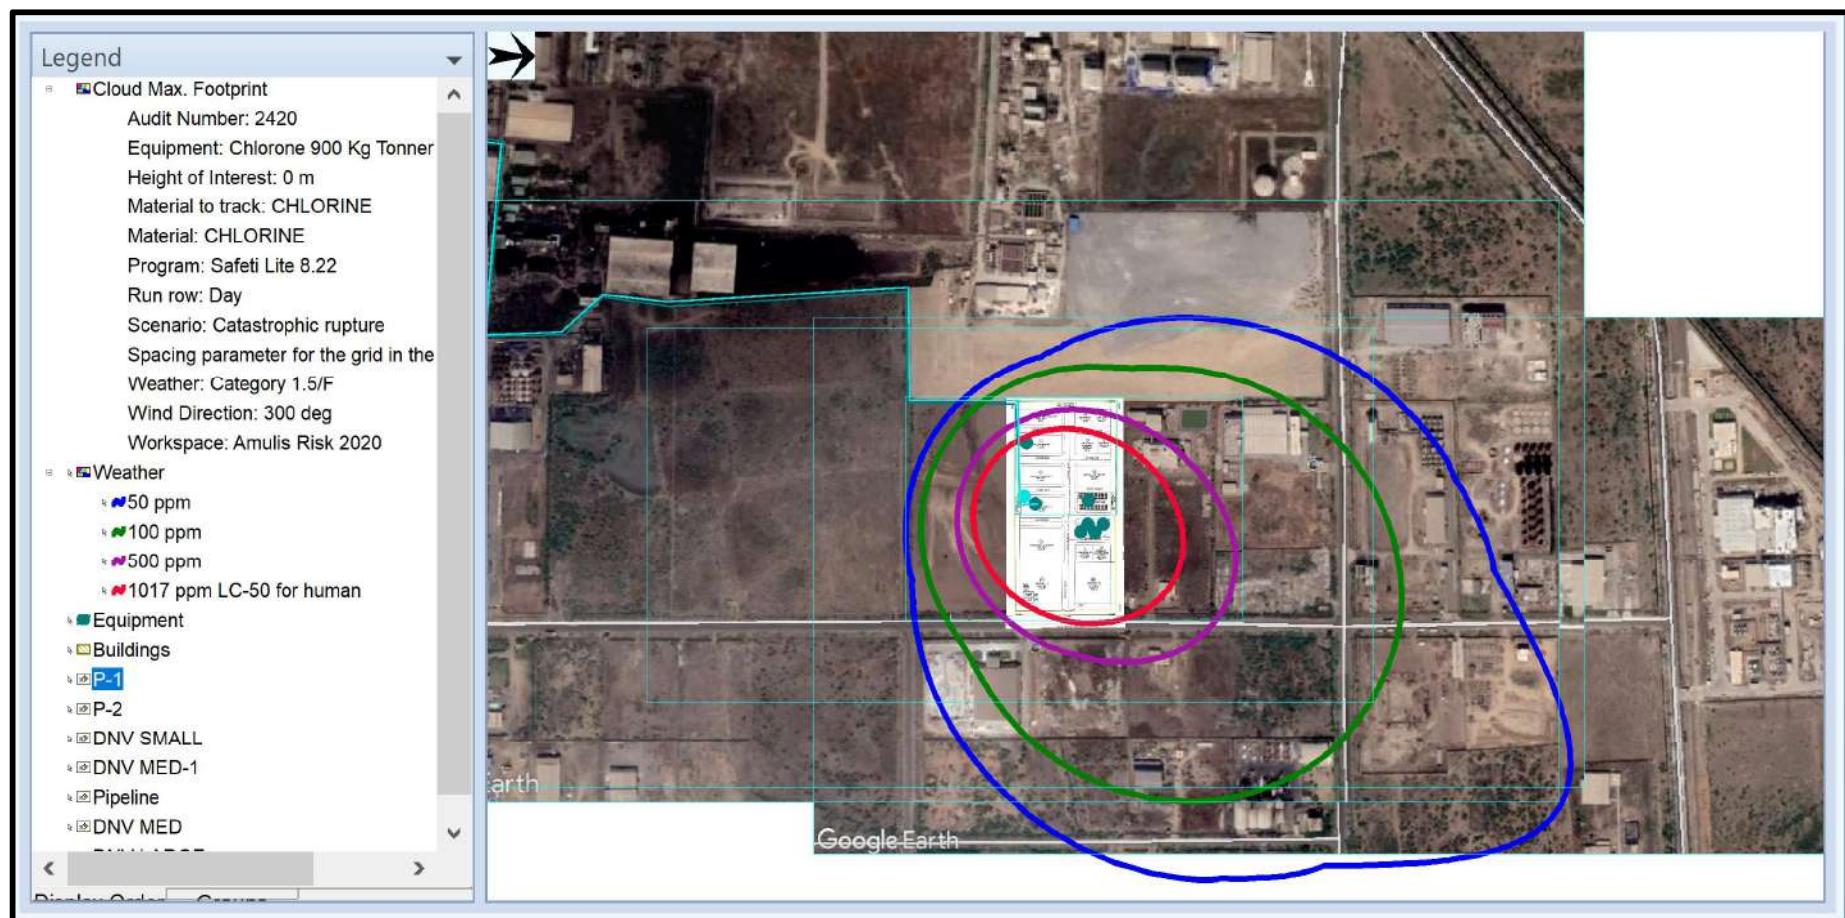 Legend
Cloud Max. Footprint
Audit Number: 2420
Equipment: Chlorone 900 Kg Tonner
Height of Interest: 0 m
Material to track: CHLORINE
Material: CHLORINE
Program: Safeti Lite 8.22
Run row: Day
Scenario: Catastrophic rupture
Spacing parameter for the grid in the
Weather: Category 1.5/F
Wind Direction: 300 deg
Workspace: Amulis Risk 2020
Weather
50 ppm
100 ppm
500 ppm
1017 ppm LC-50 for human
Equipment
Buildings
P-1
P-2
DNV SMALL
DNV MED-1
Pipeline
DNV MED
arth
Google Earth